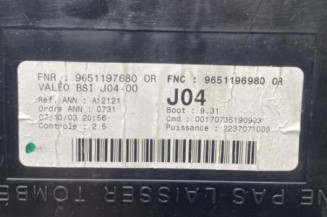 FNR : 9651197680 OR FNC : 9651196980 OR
VALEO BSI J04-00 J04
Ref. ANN : A12121 Boot : 9.31
Ordre ANN : 0731 Cmd : 00170735190903
07/10/03 20:56 Puissance : 2237071003
Controle : 2 5
NE PAS LAISSER TOMBE